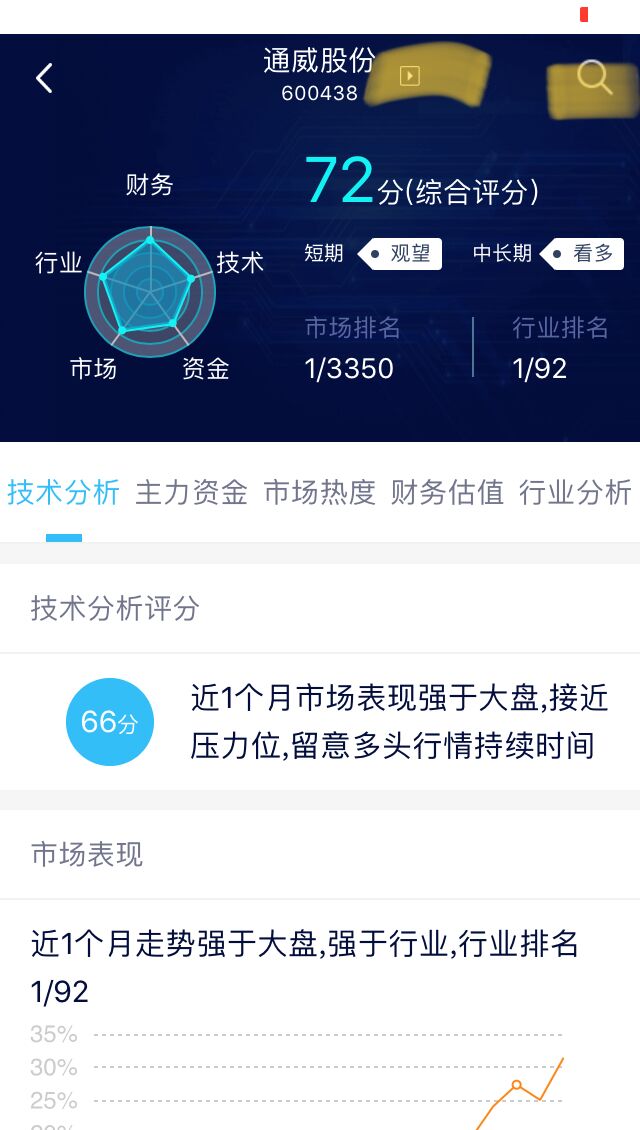 通威股份
600438
72分(综合评分)
财务
行业
技术
市场
资金
短期
观望
中长期
看多
市场排名
行业排名
1/3350
1/92
技术分析 主力资金 市场热度 财务估值 行业分析
技术分析评分
66分
近1个月市场表现强于大盘,接近
压力位,留意多头行情持续时间
市场表现
近1个月走势强于大盘,强于行业,行业排名
1/92
35%
30%
25%